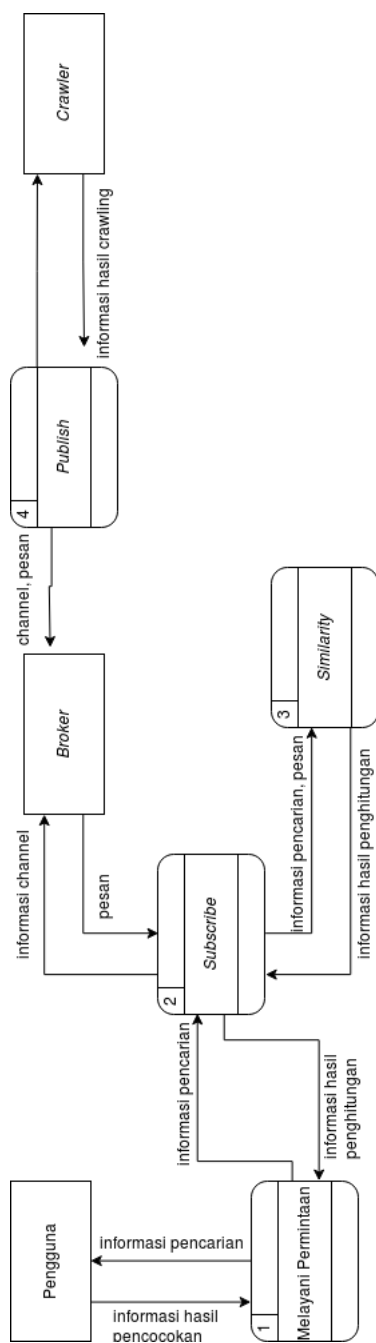 Pengguna
informasi pencarian
informasi hasil
pencocokan
1
Melayani Permintaan
informasi pencarian
informasi hasil
penghitungan
2
Subscribe
informasi channel
pesan
Broker
informasi pencarian, pesan
informasi hasil penghitungan
3
Similarity
channel, pesan
4
Publish
informasi hasil crawling
Crawler